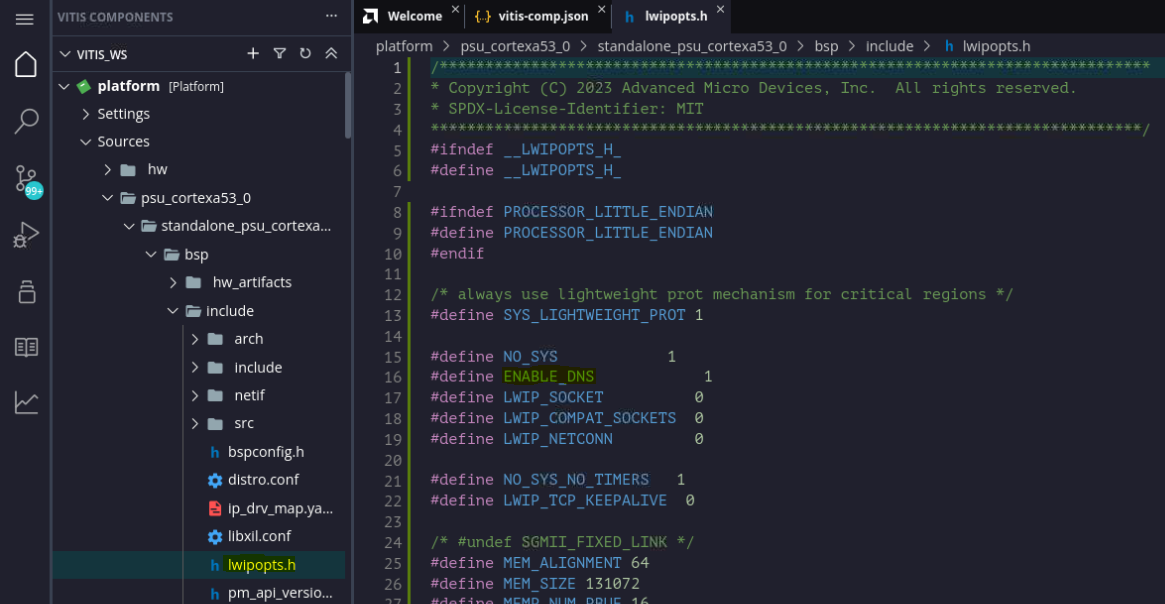 VITIS COMPONENTS ···
VITIS_WS
platform [Platform]
Settings
Sources
hw
psu_cortexa53_0
standalone_psu_cortexa...
bsp
hw_artifacts
include
arch
include
netif
src
h bspconfig.h
distro.conf
ip_drv_map.ya...
libxil.conf
h lwipopts.h
h pm_api_versio...
99+
Welcome × {..} vitis-comp.json × h lwipopts.h ×
platform > psu_cortexa53_0 > standalone_psu_cortexa53_0 > bsp > include > h lwipopts.h
1 /******************************************************************************
2 * Copyright (C) 2023 Advanced Micro Devices, Inc.  All rights reserved.
3 * SPDX-License-Identifier: MIT
4 ******************************************************************************/
5 #ifndef __LWIPOPTS_H_
6 #define __LWIPOPTS_H_
7
8 #ifndef PROCESSOR_LITTLE_ENDIAN
9 #define PROCESSOR_LITTLE_ENDIAN
10 #endif
11
12 /* always use lightweight prot mechanism for critical regions */
13 #define SYS_LIGHTWEIGHT_PROT 1
14
15 #define NO_SYS 1
16 #define ENABLE_DNS 1
17 #define LWIP_SOCKET 0
18 #define LWIP_COMPAT_SOCKETS 0
19 #define LWIP_NETCONN 0
20
21 #define NO_SYS_NO_TIMERS 1
22 #define LWIP_TCP_KEEPALIVE 0
23
24 /* #undef SGMII_FIXED_LINK */
25 #define MEM_ALIGNMENT 64
26 #define MEM_SIZE 131072
27 #define MEMP_NUM_PBUF 16